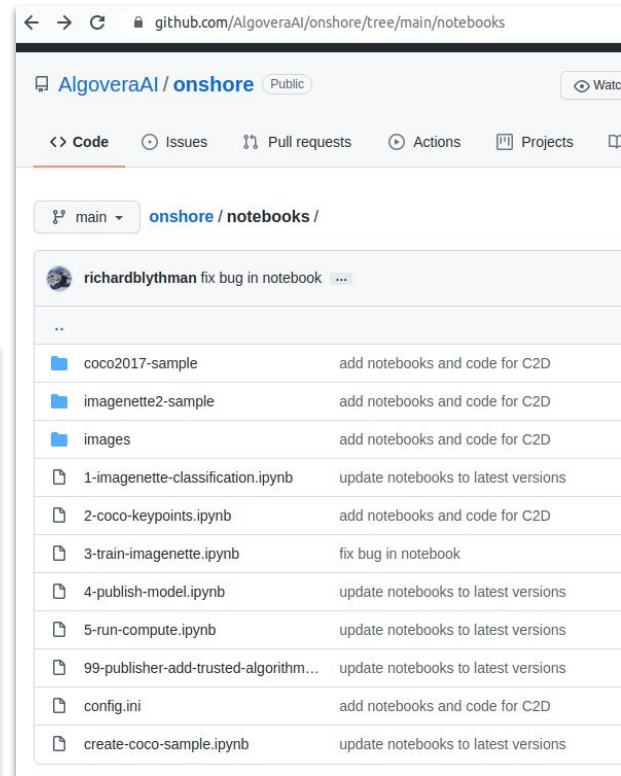 github.com/AlgoveraAI/onshore/tree/main/notebooks
AlgoveraAI / onshore Public
Watc
<> Code Issues Pull requests Actions Projects
main onshore / notebooks /
richardblythman fix bug in notebook ...
..
coco2017-sample add notebooks and code for C2D
imagenette2-sample add notebooks and code for C2D
images add notebooks and code for C2D
1-imagenette-classification.ipynb update notebooks to latest versions
2-coco-keypoints.ipynb add notebooks and code for C2D
3-train-imagenette.ipynb fix bug in notebook
4-publish-model.ipynb update notebooks to latest versions
5-run-compute.ipynb update notebooks to latest versions
99-publisher-add-trusted-algorithm... update notebooks to latest versions
config.ini add notebooks and code for C2D
create-coco-sample.ipynb update notebooks to latest versions